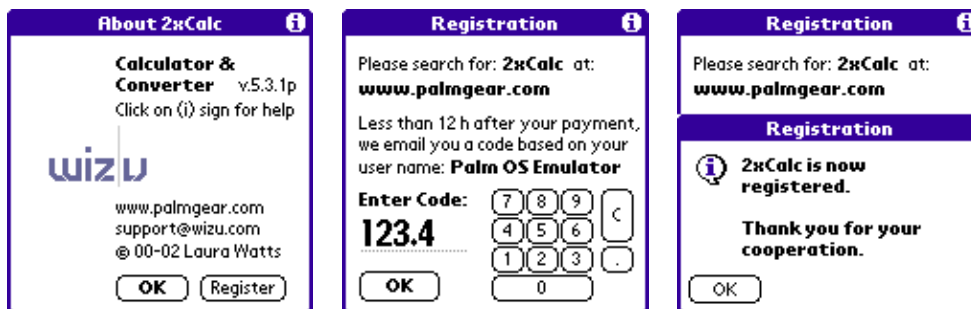 About 2xCalc
Calculator &
Converter v.5.3.1p
Click on (i) sign for help
wizu
www.palmgear.com
support@wizu.com
© 00-02 Laura Watts
OK Register
Registration
Please search for: 2xCalc at:
www.palmgear.com
Less than 12 h after your payment,
we email you a code based on your
user name: Palm OS Emulator
Enter Code:
123.4
7 8 9 C
4 5 6
1 2 3 .
0
OK
Registration
Please search for: 2xCalc at:
www.palmgear.com
Registration
2xCalc is now
registered.
Thank you for your
cooperation.
OK